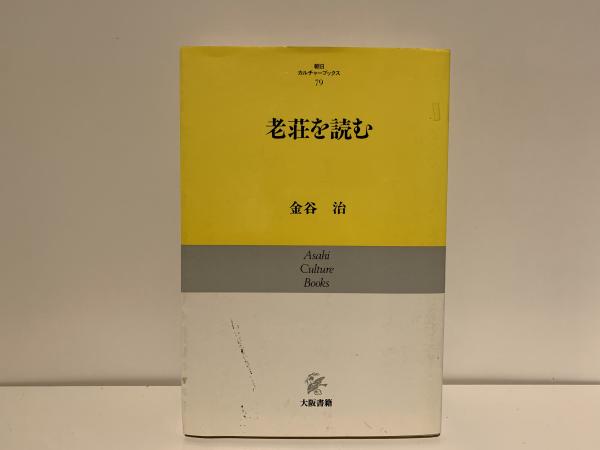 朝日
カルチャーブックス
79
老荘を読む
金谷 治
Asahi
Culture
Books
大阪書籍